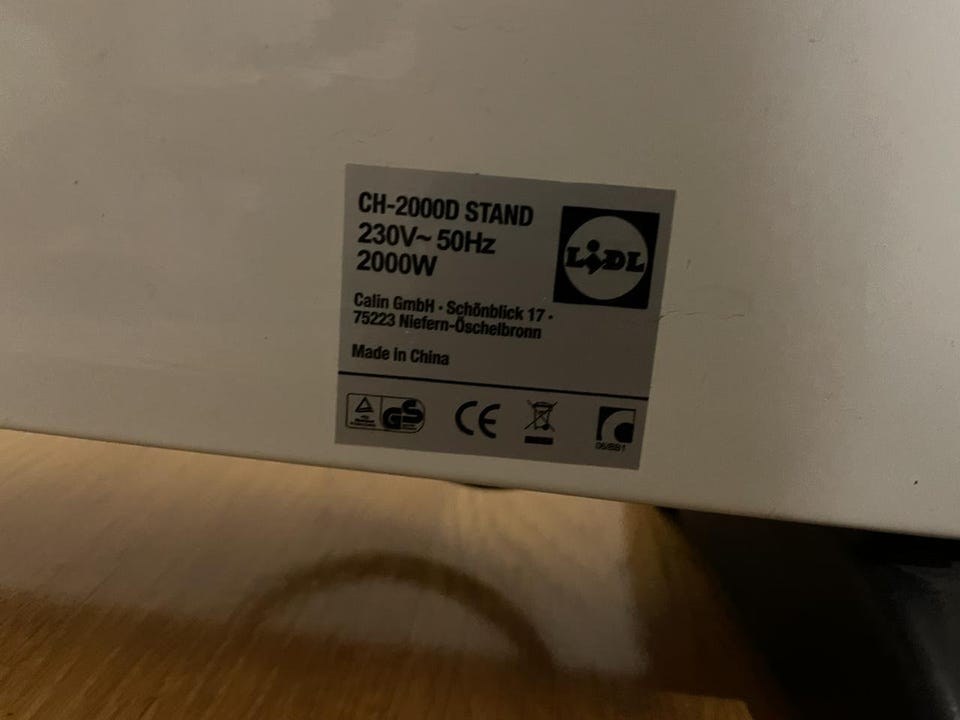 CH-2000D STAND
230V~ 50Hz
2000W
LIDL
Calin GmbH · Schönblick 17 ·
75223 Niefern-Öschelbronn
Made in China
GS
CE